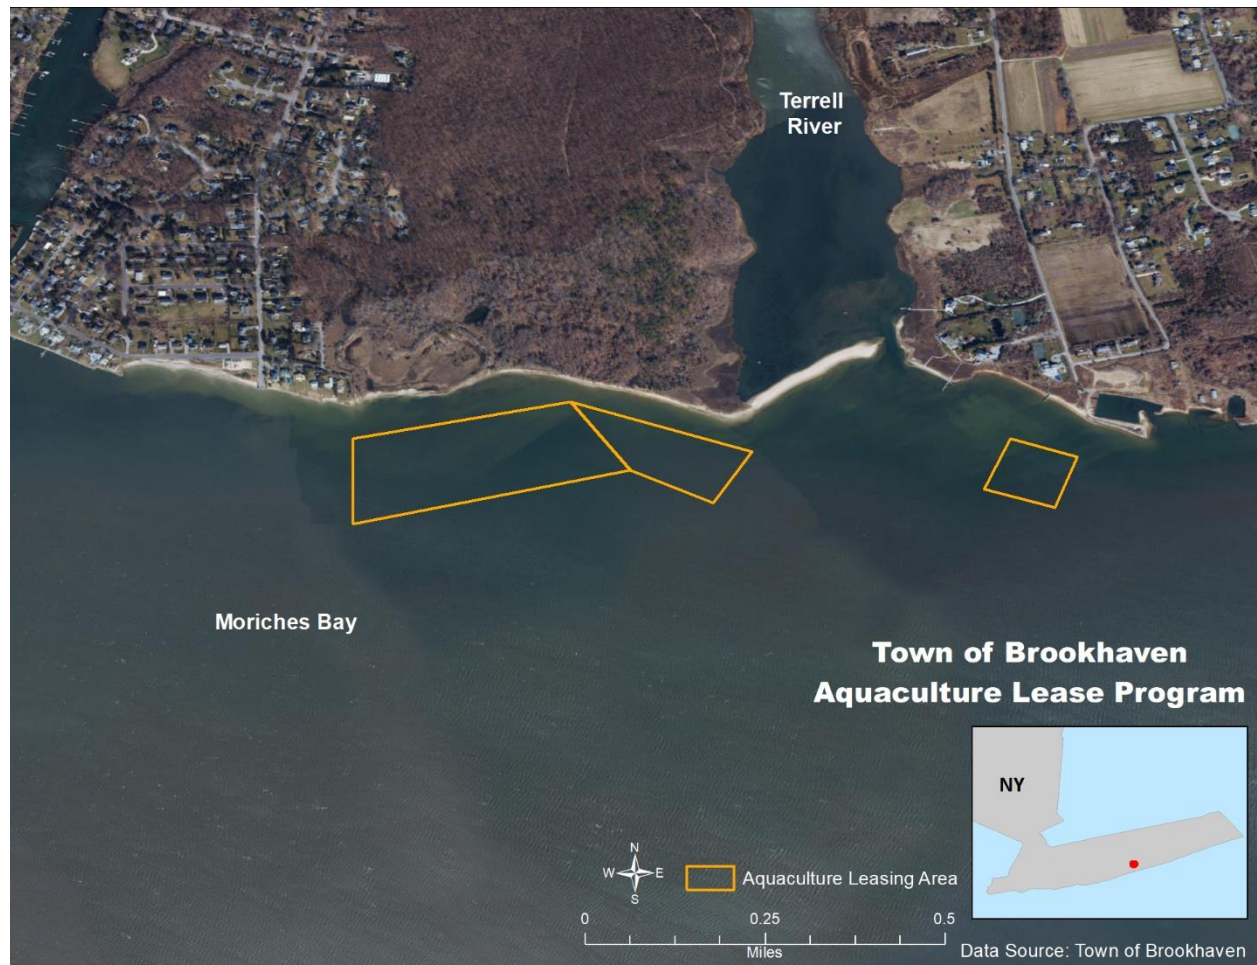 Terrell
River
Moriches Bay
Town of Brookhaven
Aquaculture Lease Program
NY
N
W E
S
Aquaculture Leasing Area
0 0.25 0.5
Miles
Data Source: Town of Brookhaven